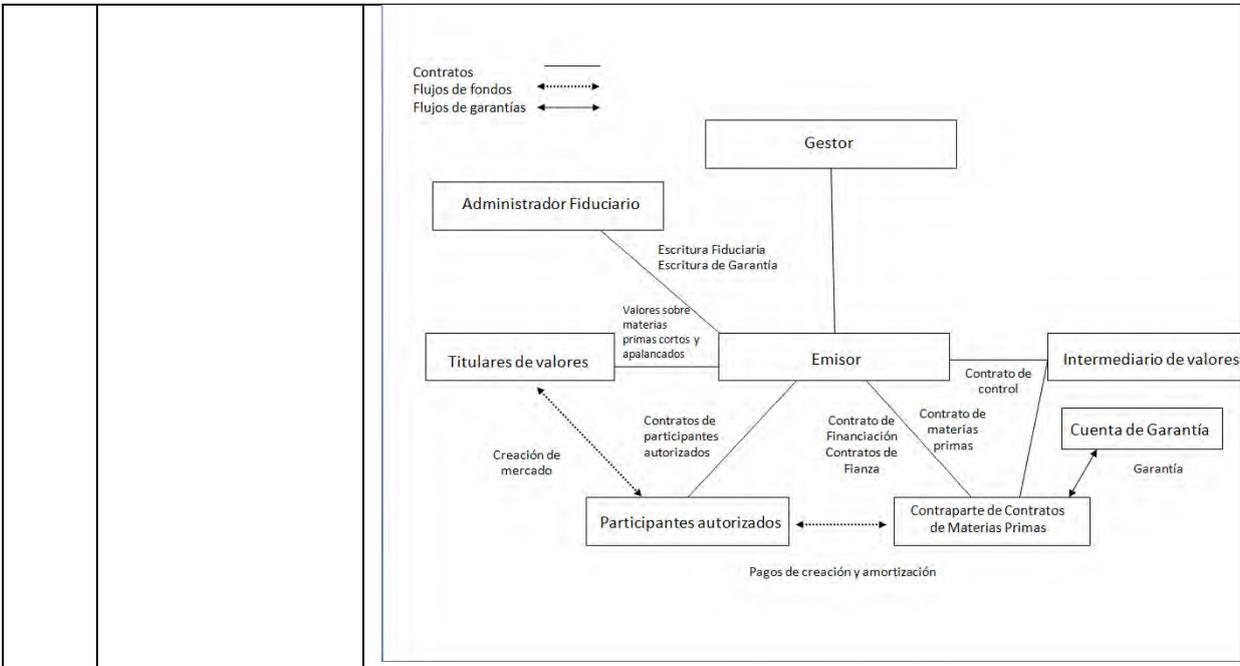 Contratos
Flujos de fondos
Flujos de garantías
Gestor
Administrador Fiduciario
Escritura Fiduciaria
Escritura de Garantía
Valores sobre
materias
primas cortos y
apalancados
Titulares de valores
Emisor
Intermediario de valores
Contrato de
control
Contratos de
participantes
autorizados
Contrato de
Financiación
Contratos de
Fianza
Contrato de
materias
primas
Cuenta de Garantía
Creación de
mercado
Garantía
Participantes autorizados
Contraparte de Contratos
de Materias Primas
Pagos de creación y amortización